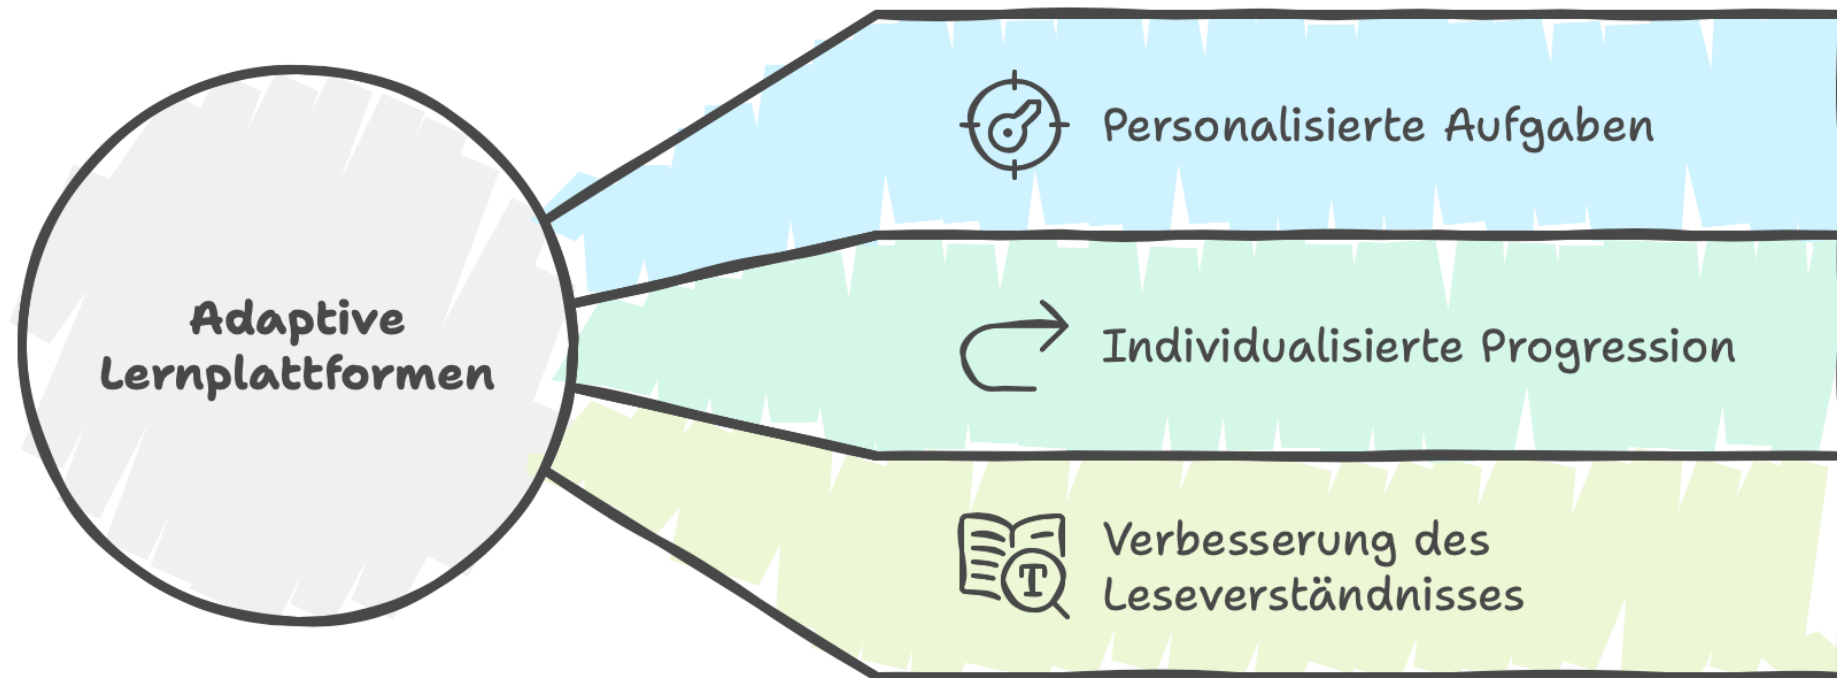 Adaptive
Lernplattformen
Personalisierte Aufgaben
Individualisierte Progression
Verbesserung des
Leseverständnisses
T